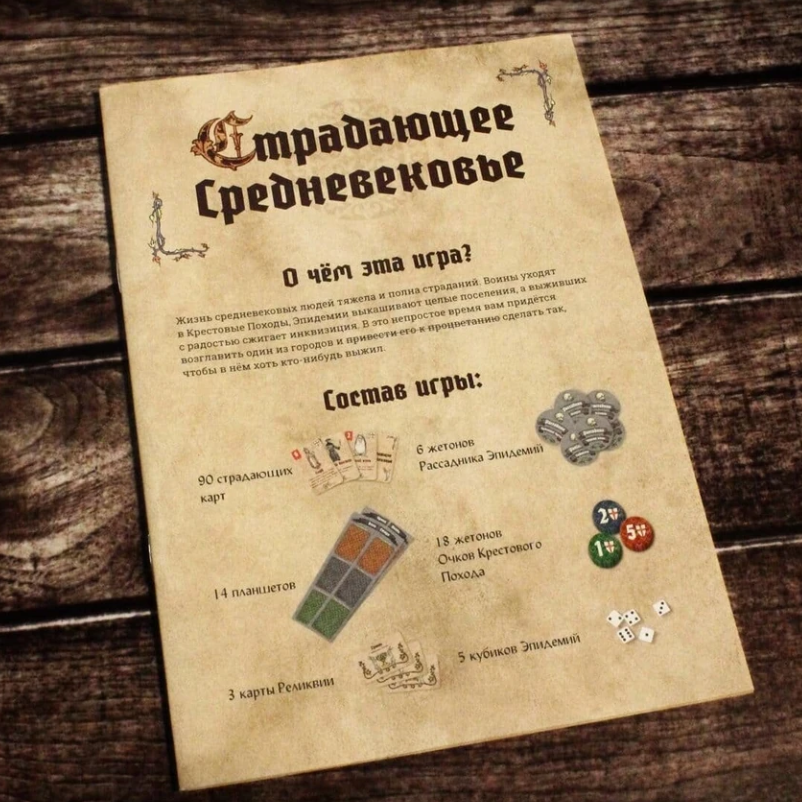 Страдающее
Средневековье
О чём эта игра?
Жизнь средневековых людей тяжела и полна страданий. Воины уходят
в Крестовые Походы, Эпидемии выкашивают целые поселения, а выживших
с радостью сжигает инквизиция. В это непростое время вам придётся
возглавить один из городов и привести его к процветанию сделать так,
чтобы в нём хоть кто-нибудь выжил.
Состав игры:
90 страдающих
карт
6 жетонов
Рассадника Эпидемий
14 планшетов
18 жетонов
Очков Крестового
Похода
2
5
1
3 карты Реликвии
5 кубиков Эпидемий